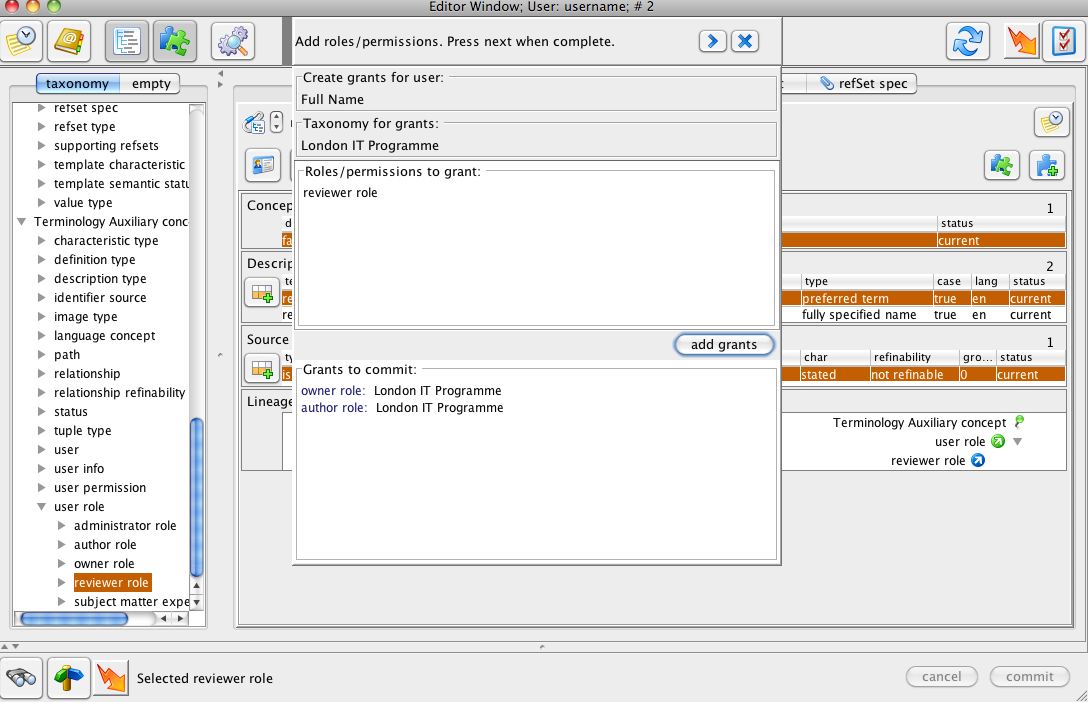 Editor Window; User: username; # 2
Add roles/permissions. Press next when complete.
taxonomy
empty
refset spec
refset type
supporting refsets
template characteristic
template semantic statu
value type
Terminology Auxiliary conc
characteristic type
definition type
description type
identifier source
image type
language concept
path
relationship
relationship refinability
status
tuple type
user
user info
user permission
user role
administrator role
author role
owner role
reviewer role
subject matter expe
Create grants for user:
Full Name
Taxonomy for grants:
London IT Programme
Roles/permissions to grant:
reviewer role
add grants
Grants to commit:
owner role: London IT Programme
author role: London IT Programme
refSet spec
Concep
1
d
status
fa
current
Descrip
2
te
type case lang status
re
preferred term true en current
re
fully specified name true en current
Source
1
ty
char refinability gro... status
is
stated not refinable 0 current
Lineage
Terminology Auxiliary concept
user role
reviewer role
Selected reviewer role
cancel
commit